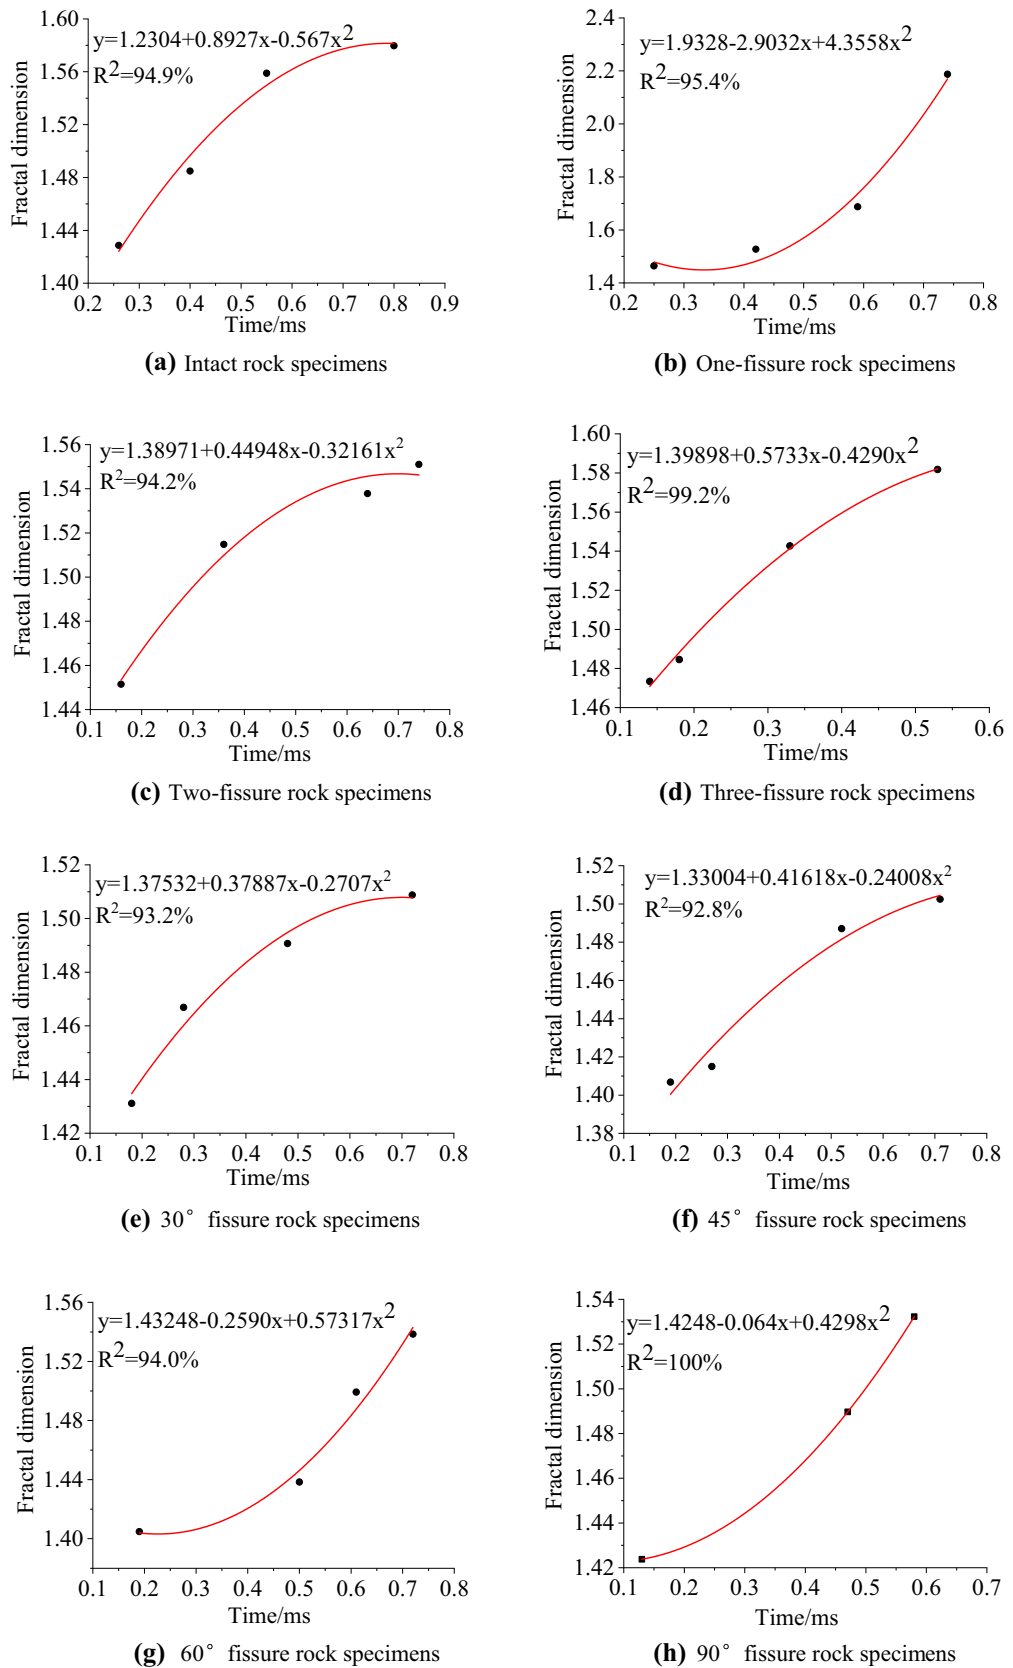 y=1.2304+0.8927x-0.567x²
R²=94.9%
Fractal dimension
1.60
1.56
1.52
1.48
1.44
1.40
0.2 0.3 0.4 0.5 0.6 0.7 0.8 0.9
Time/ms
(a) Intact rock specimens
y=1.9328-2.9032x+4.3558x²
R²=95.4%
Fractal dimension
2.4
2.2
2.0
1.8
1.6
1.4
0.2 0.3 0.4 0.5 0.6 0.7 0.8
Time/ms
(b) One-fissure rock specimens
y=1.38971+0.44948x-0.32161x²
R²=94.2%
Fractal dimension
1.56
1.54
1.52
1.50
1.48
1.46
1.44
0.1 0.2 0.3 0.4 0.5 0.6 0.7 0.8
Time/ms
(c) Two-fissure rock specimens
y=1.39898+0.5733x-0.4290x²
R²=99.2%
Fractal dimension
1.60
1.58
1.56
1.54
1.52
1.50
1.48
1.46
0.1 0.2 0.3 0.4 0.5 0.6
Time/ms
(d) Three-fissure rock specimens
y=1.37532+0.37887x-0.2707x²
R²=93.2%
Fractal dimension
1.52
1.50
1.48
1.46
1.44
1.42
0.1 0.2 0.3 0.4 0.5 0.6 0.7 0.8
Time/ms
(e) 30° fissure rock specimens
y=1.33004+0.41618x-0.24008x²
R²=92.8%
Fractal dimension
1.52
1.50
1.48
1.46
1.44
1.42
1.40
1.38
0.1 0.2 0.3 0.4 0.5 0.6 0.7 0.8
Time/ms
(f) 45° fissure rock specimens
y=1.43248-0.2590x+0.57317x²
R²=94.0%
Fractal dimension
1.56
1.52
1.48
1.44
1.40
0.1 0.2 0.3 0.4 0.5 0.6 0.7 0.8
Time/ms
(g) 60° fissure rock specimens
y=1.4248-0.064x+0.4298x²
R²=100%
Fractal dimension
1.54
1.52
1.50
1.48
1.46
1.44
1.42
0.1 0.2 0.3 0.4 0.5 0.6 0.7
Time/ms
(h) 90° fissure rock specimens